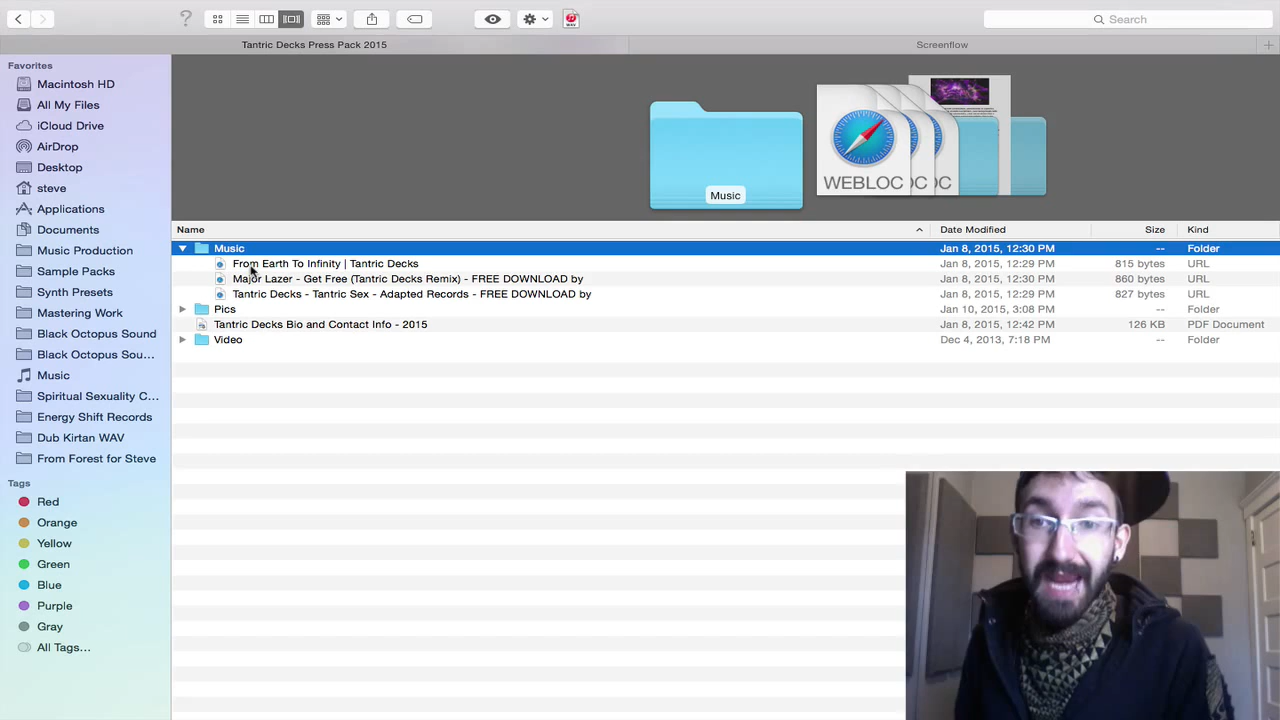 Search
Tantric Decks Press Pack 2015
Screenflow
Favorites
Macintosh HD
All My Files
iCloud Drive
AirDrop
Desktop
steve
Applications
Documents
Music Production
Sample Packs
Synth Presets
Mastering Work
Black Octopus Sound
Black Octopus Sou...
Music
Spiritual Sexuality C...
Energy Shift Records
Dub Kirtan WAV
From Forest for Steve
Tags
Red
Orange
Yellow
Green
Blue
Purple
Gray
All Tags...
WAV
Music
WEBLOC OC OC
Name Date Modified Size Kind
Music Jan 8, 2015, 12:30 PM -- Folder
From Earth To Infinity | Tantric Decks Jan 8, 2015, 12:29 PM 815 bytes URL
Major Lazer - Get Free (Tantric Decks Remix) - FREE DOWNLOAD by Jan 8, 2015, 12:30 PM 860 bytes URL
Tantric Decks - Tantric Sex - Adapted Records - FREE DOWNLOAD by Jan 8, 2015, 12:29 PM 827 bytes URL
Pics Jan 10, 2015, 3:08 PM -- Folder
Tantric Decks Bio and Contact Info - 2015 Jan 8, 2015, 12:42 PM 126 KB PDF Document
Video Dec 4, 2013, 7:18 PM -- Folder